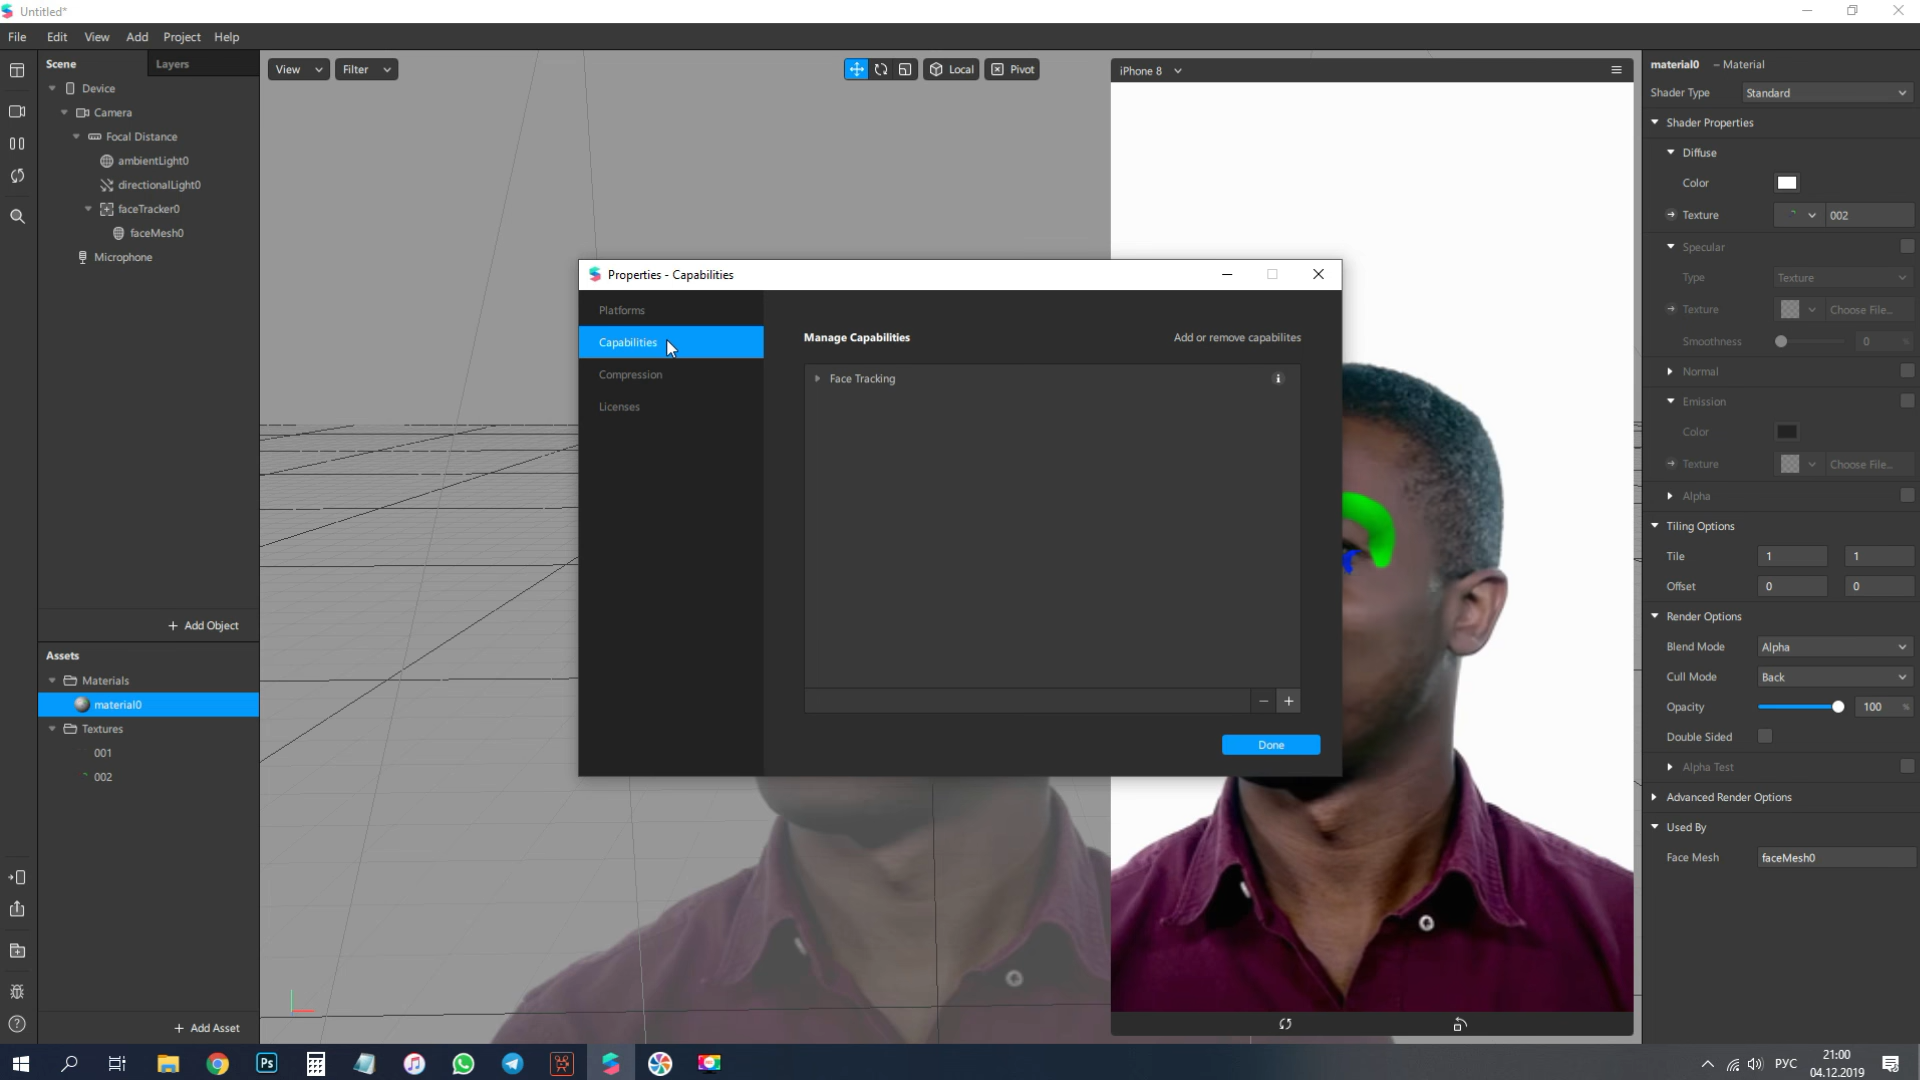 Untitled*
File Edit View Add Project Help
Scene Layers
Device
Camera
Focal Distance
ambientLight0
directionalLight0
faceTracker0
faceMesh0
Microphone
+ Add Object
Assets
Materials
material0
Textures
001
002
+ Add Asset
View Filter
Local Pivot
iPhone 8
Properties - Capabilities
Platforms
Capabilities
Compression
Licenses
Manage Capabilities Add or remove capabilites
Face Tracking
Done
material0 – Material
Shader Type Standard
Shader Properties
Diffuse
Color
Texture 002
Specular
Type Texture
Texture Choose File...
Smoothness 0 %
Normal
Emission
Color
Texture Choose File...
Alpha
Tiling Options
Tile 1 1
Offset 0 0
Render Options
Blend Mode Alpha
Cull Mode Back
Opacity 100 %
Double Sided
Alpha Test
Advanced Render Options
Used By
Face Mesh faceMesh0
Ps
РУС
21:00
04.12.2019